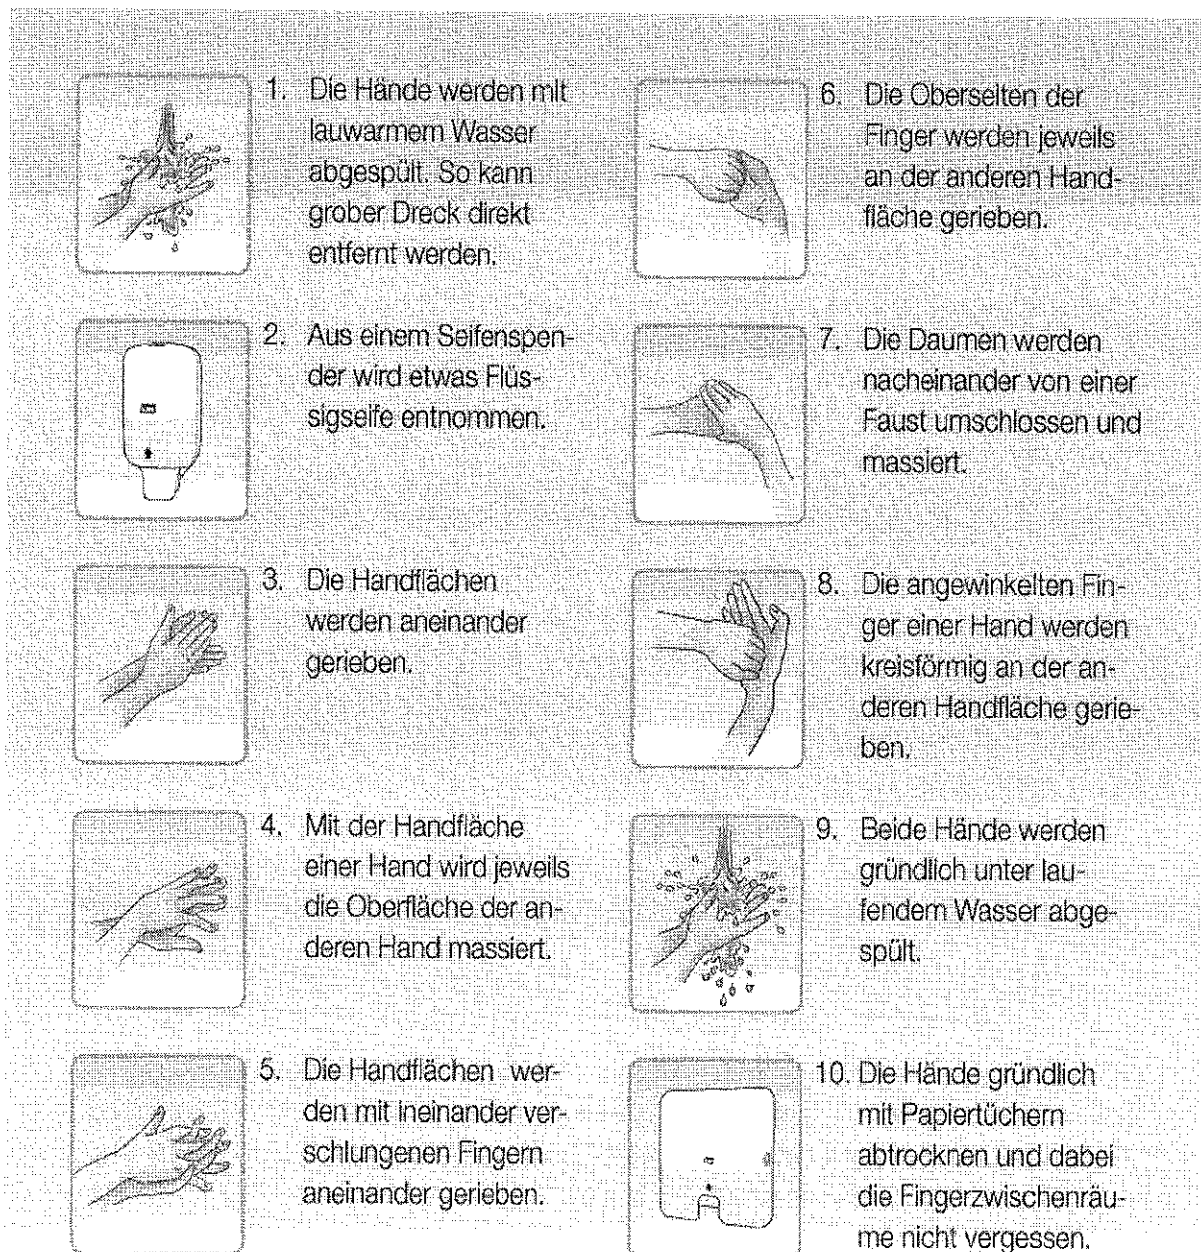 1. Die Hände werden mit
lauwarmem Wasser
abgespült. So kann
grober Dreck direkt
entfernt werden.
2. Aus einem Seifenspen-
der wird etwas Flüs-
sigseife entnommen.
3. Die Handflächen
werden aneinander
gerieben.
4. Mit der Handfläche
einer Hand wird jeweils
die Oberfläche der an-
deren Hand massiert.
5. Die Handflächen wer-
den mit ineinander ver-
schlungenen Fingern
aneinander gerieben.
6. Die Oberseiten der
Finger werden jeweils
an der anderen Hand-
fläche gerieben.
7. Die Daumen werden
nacheinander von einer
Faust umschlossen und
massiert.
8. Die angewinkelten Fin-
ger einer Hand werden
kreisförmig an der an-
deren Handfläche gerie-
ben.
9. Beide Hände werden
gründlich unter lau-
fendem Wasser abge-
spült.
10. Die Hände gründlich
mit Papiertüchern
abtrocknen und dabei
die Fingerzwischenräu-
me nicht vergessen.